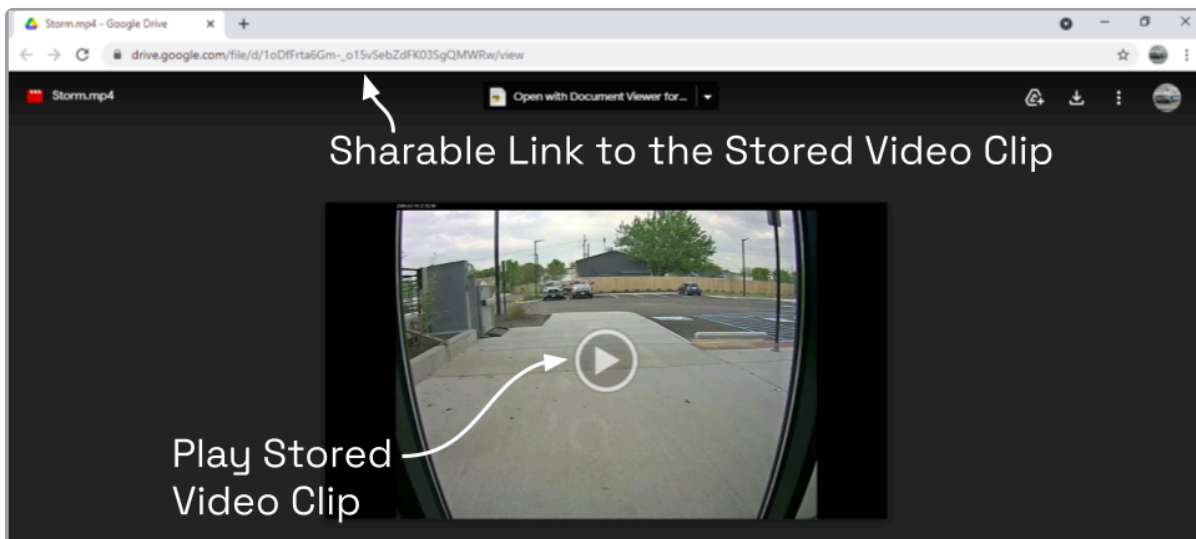 Storm.mp4 - Google Drive
drive.google.com/file/d/1oDfFrta6Gm-_o15vSebZdFK03SgQMWRw/view
Storm.mp4
Open with Document Viewer for...
Sharable Link to the Stored Video Clip
Play Stored
Video Clip